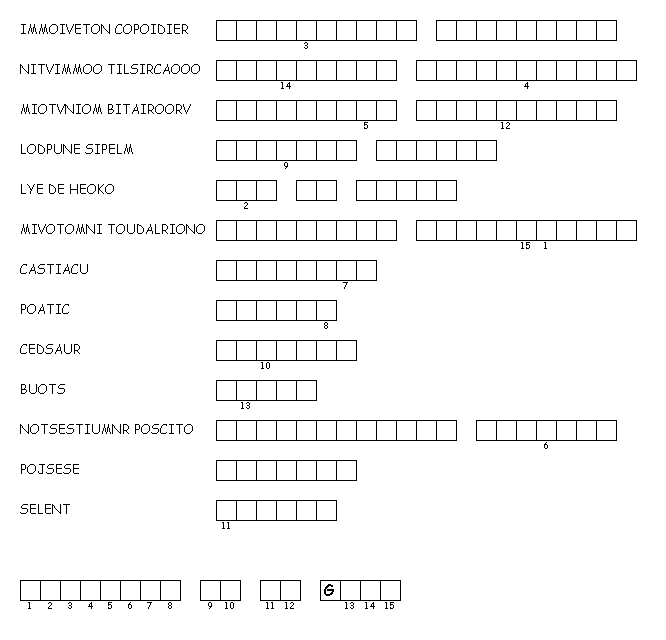 IMMOIVETON COPOIDIER
3
NITVIMMOO TILSIRCAOOO
14 4
MIOTVNIOM BITAIROORV
5 12
LODPUNE SIPELM
9
LYE DE HEOKO
2
MIVOTOMNI TOUDALRIONO
15 1
CASTIACU
7
POATIC
8
CEDSAUR
10
BUOTS
13
NOTSESTIUMNR POSCITO
6
POJSESE
SELENT
11
G
1 2 3 4 5 6 7 8 9 10 11 12 13 14 15